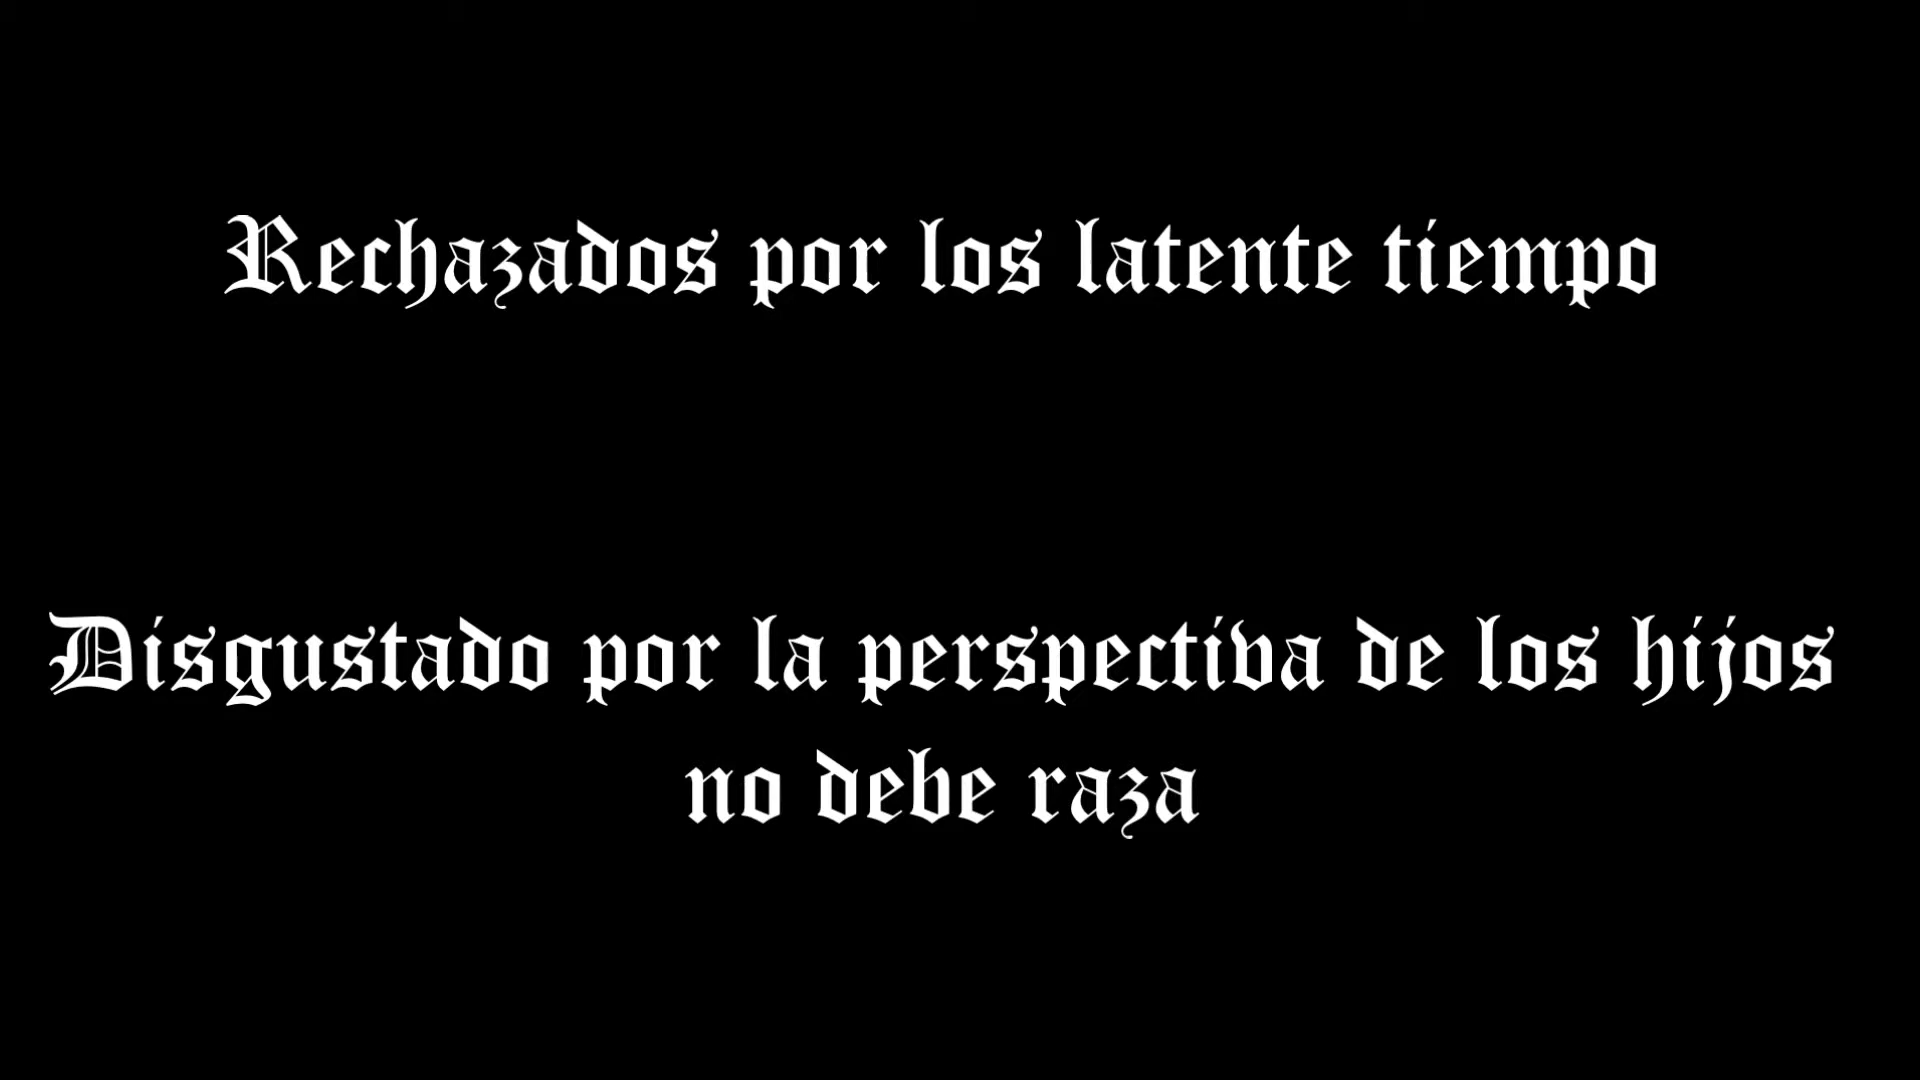 Rechazados por los latente tiempo
Disgustado por la perspectiva de los hijos
no debe raza